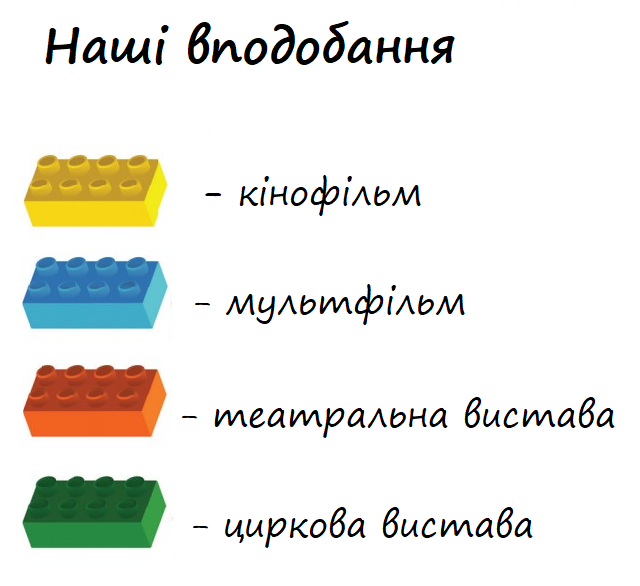 Наші вподобання
- кінофільм
- мультфільм
- театральна вистава
- циркова вистава